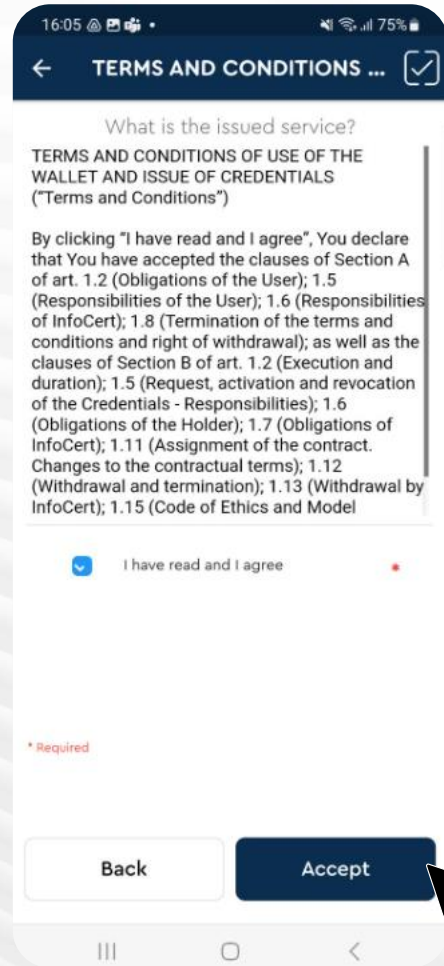 16:05
75%
TERMS AND CONDITIONS ...
What is the issued service?
TERMS AND CONDITIONS OF USE OF THE
WALLET AND ISSUE OF CREDENTIALS
("Terms and Conditions")
By clicking "I have read and I agree", You declare
that You have accepted the clauses of Section A
of art. 1.2 (Obligations of the User); 1.5
(Responsibilities of the User); 1.6 (Responsibilities
of InfoCert); 1.8 (Termination of the terms and
conditions and right of withdrawal); as well as the
clauses of Section B of art. 1.2 (Execution and
duration); 1.5 (Request, activation and revocation
of the Credentials - Responsibilities); 1.6
(Obligations of the Holder); 1.7 (Obligations of
InfoCert); 1.11 (Assignment of the contract.
Changes to the contractual terms); 1.12
(Withdrawal and termination); 1.13 (Withdrawal by
InfoCert); 1.15 (Code of Ethics and Model
I have read and I agree *
* Required
Back
Accept